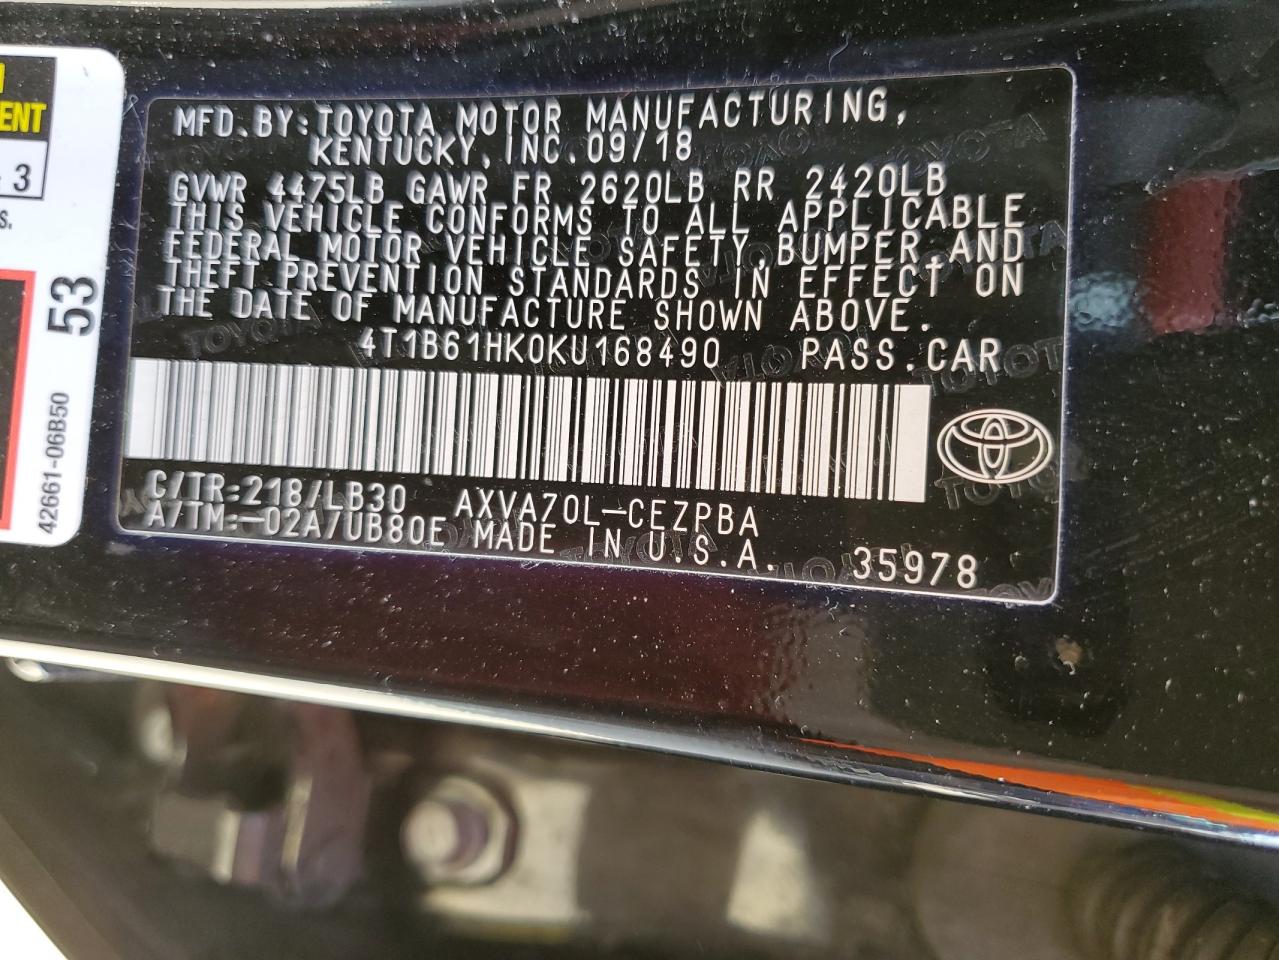 ENT
3
s.
53
42661-06B50
MFD.BY:TOYOTA MOTOR MANUFACTURING,
KENTUCKY,INC.09/18
GVWR 4475LB GAWR FR 2620LB RR 2420LB
THIS VEHICLE CONFORMS TO ALL APPLICABLE
FEDERAL MOTOR VEHICLE SAFETY,BUMPER,AND
THEFT PREVENTION STANDARDS IN EFFECT ON
THE DATE OF MANUFACTURE SHOWN ABOVE.
4T1B61HK0KU168490 PASS.CAR
C/TR:218/LB30 AXVA70L-CEZPBA
A/TM:-02A/UB80E MADE IN U.S.A. 35978